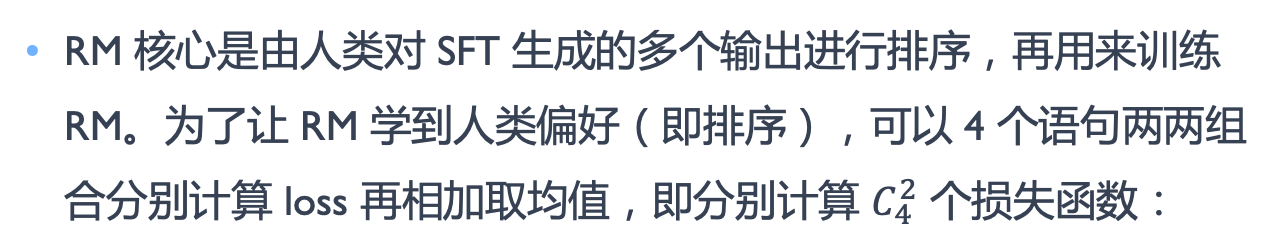 • RM 核心是由人类对 SFT 生成的多个输出进行排序，再用来训练
RM。为了让 RM 学到人类偏好（即排序），可以 4 个语句两两组
合分别计算 loss 再相加取均值，即分别计算 $C_4^2$ 个损失函数：